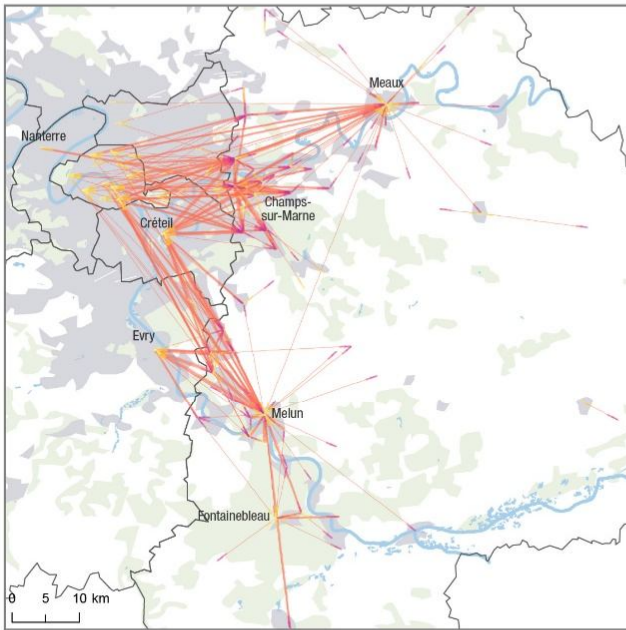 Meaux
Nanterre
Champs-
sur-Marne
Créteil
Evry
Melun
Fontainebleau
0 5 10 km